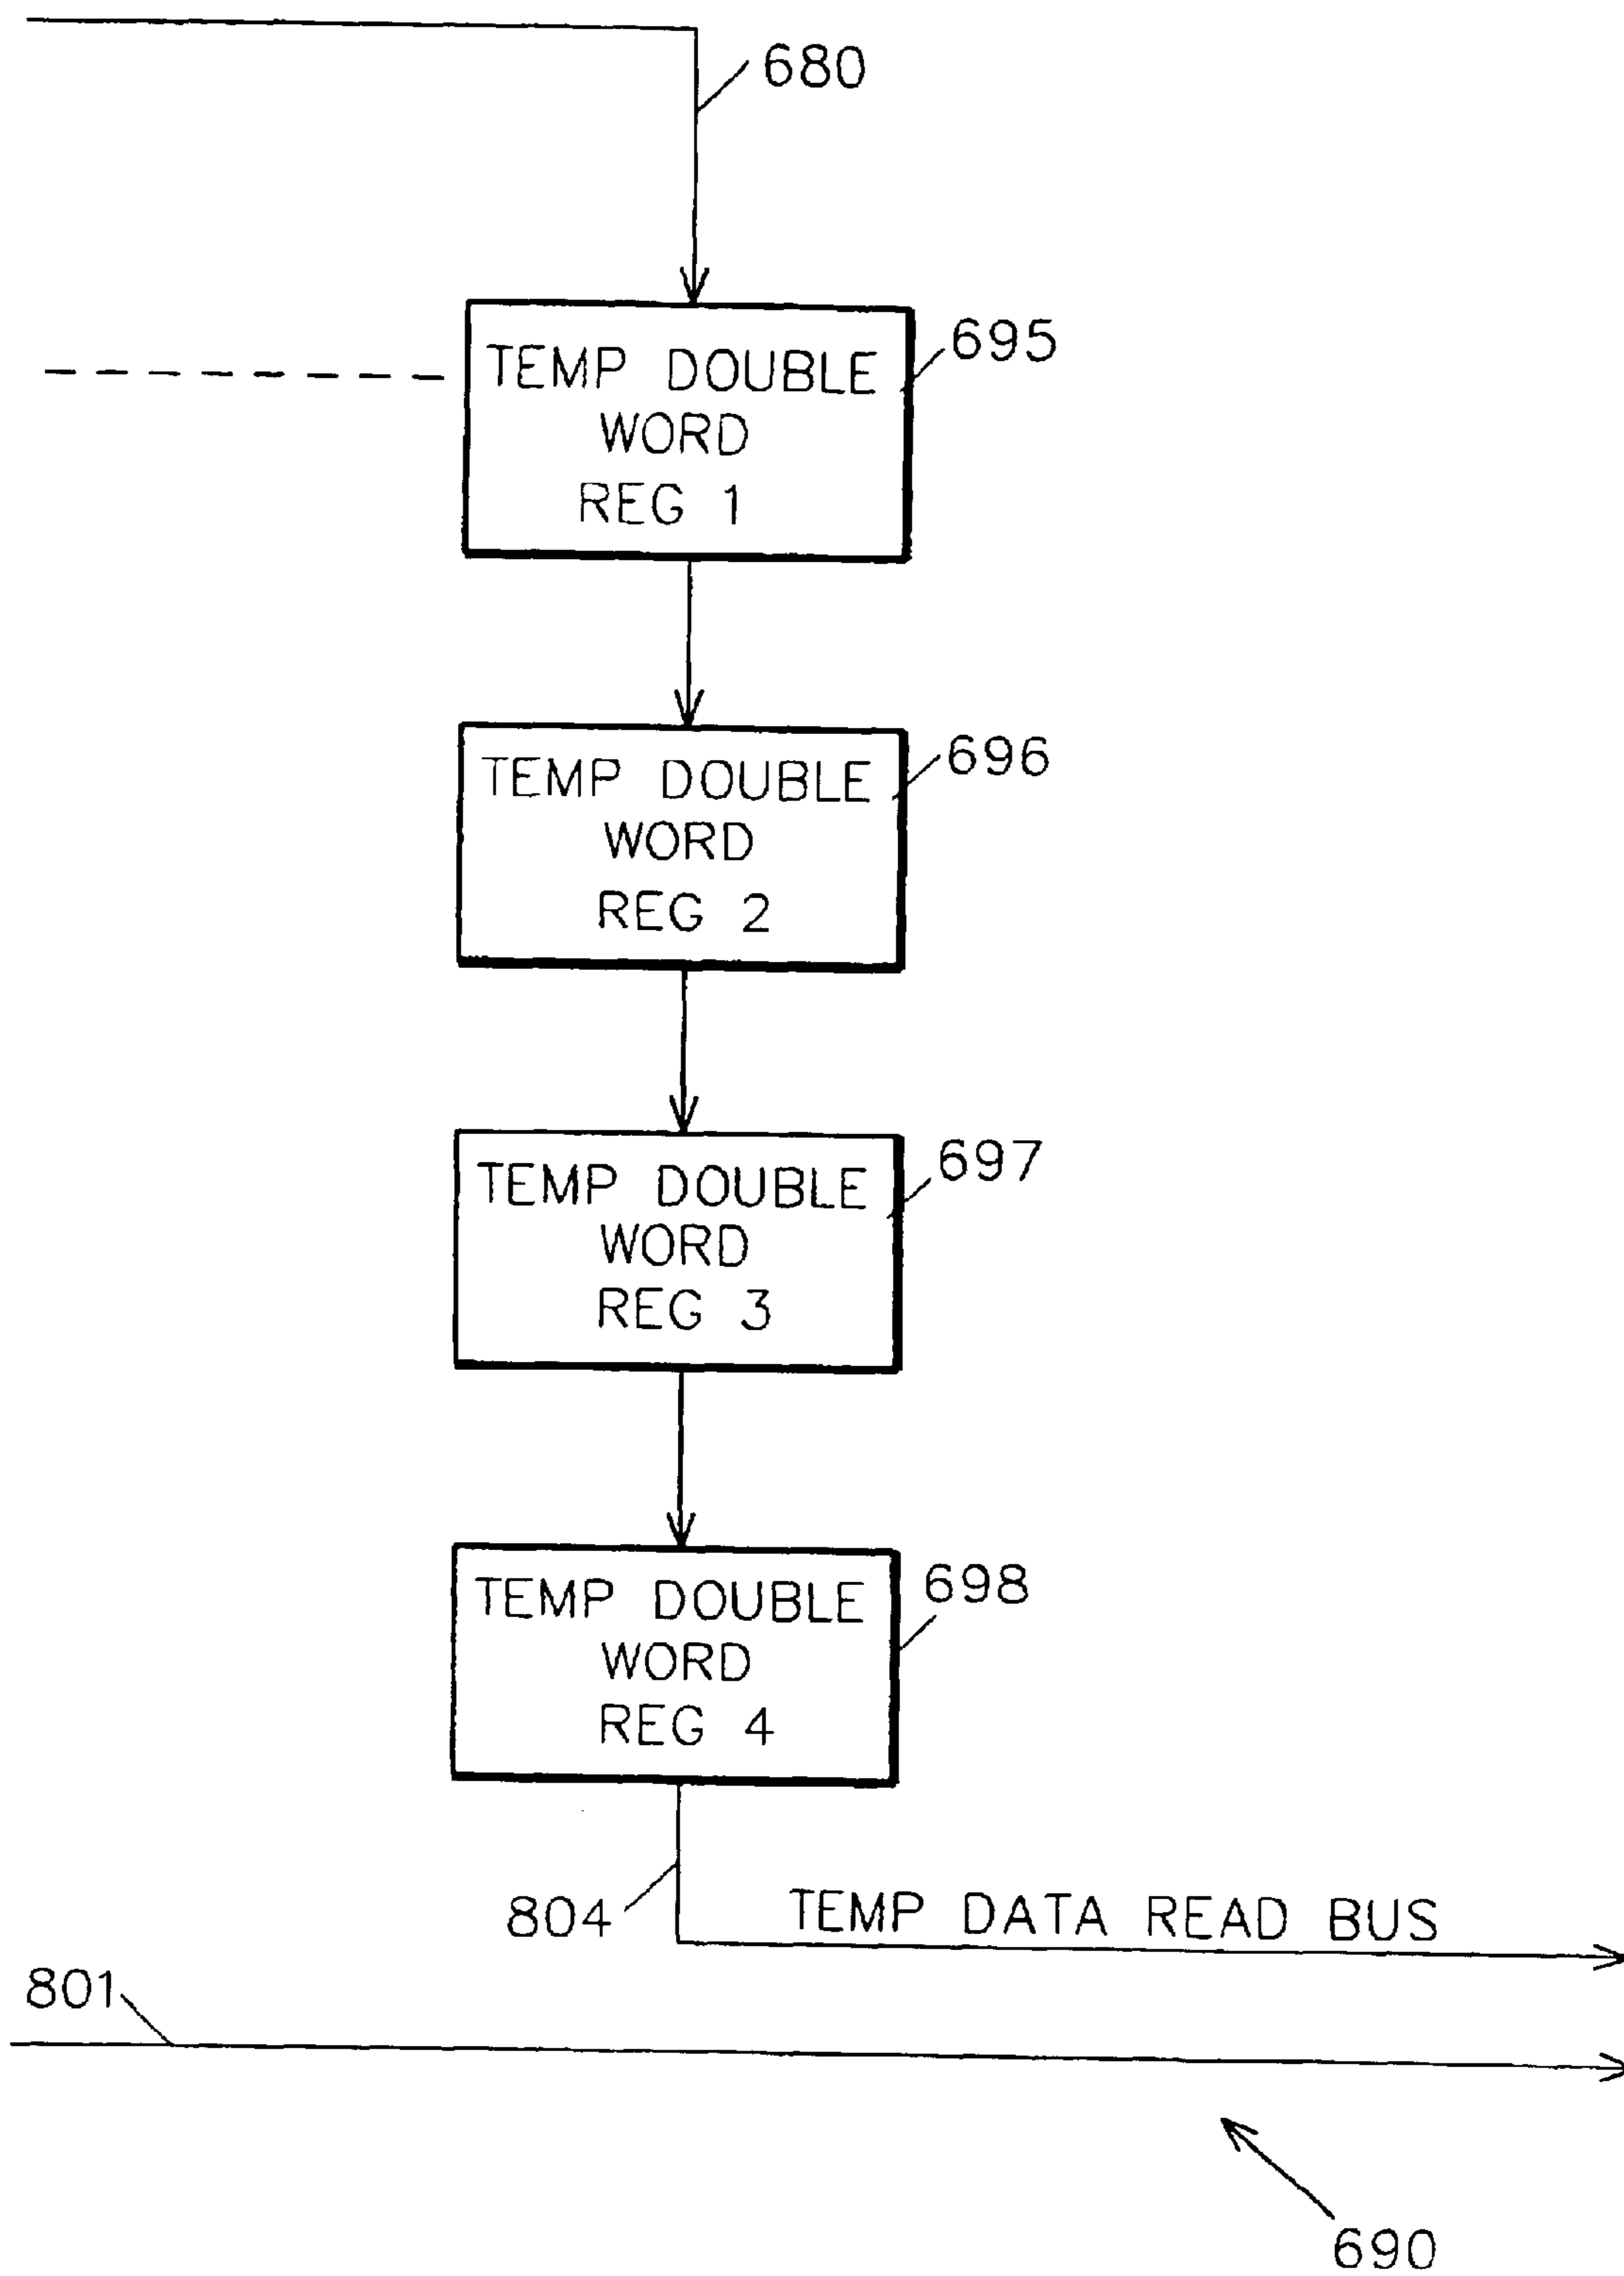 680
695
TEMP DOUBLE
WORD
REG 1
696
TEMP DOUBLE
WORD
REG 2
697
TEMP DOUBLE
WORD
REG 3
698
TEMP DOUBLE
WORD
REG 4
804
TEMP DATA READ BUS
801
690